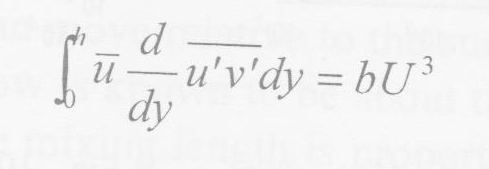 ∫₀ʰ ū d/dy \overline{u'v'} dy = bU³